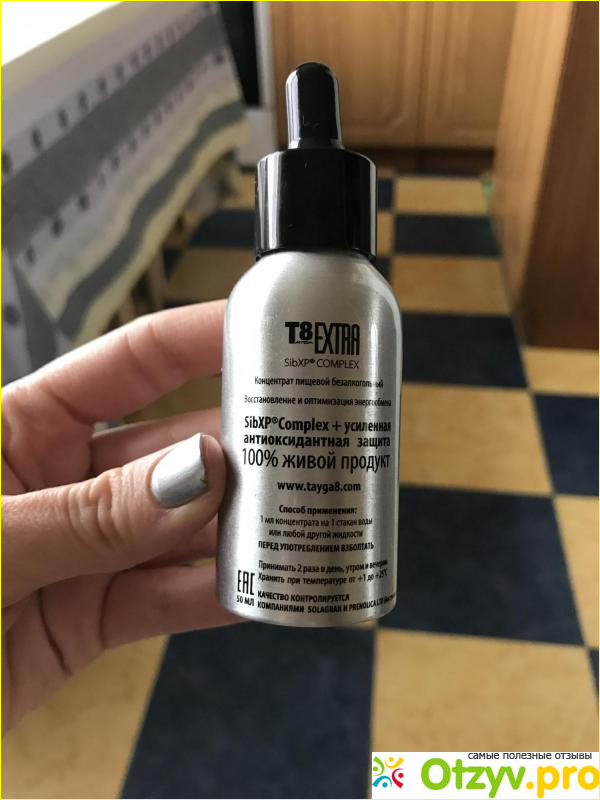 T8 EXTRA
SibXP® COMPLEX
Концентрат пищевой безалкогольный
Восстановление и оптимизация энергообмена
SibXP®Complex + усиленная
антиоксидантная защита
100% живой продукт
www.tayga8.com
Способ применения:
1 мл концентрата на 1 стакан воды
или любой другой жидкости
ПЕРЕД УПОТРЕБЛЕНИЕМ ВЗБОЛТАТЬ
Принимать 2 раза в день, утром и вечером
Хранить при температуре от +1 до +25°C
EAC
50 МЛ
КАЧЕСТВО КОНТРОЛИРУЕТСЯ
КОМПАНИЯМИ SOLAGRAN И PRENOLICA LTD
самые полезные отзывы
Otzyv.pro